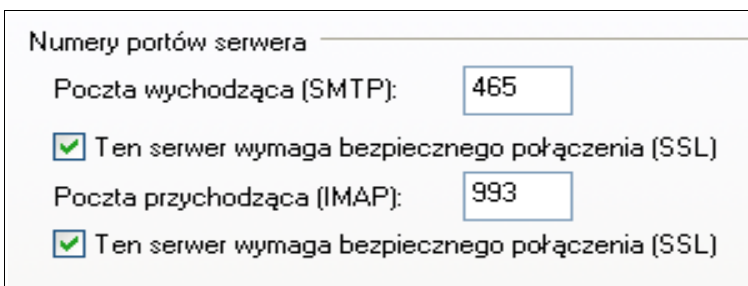 Numery portów serwera
Poczta wychodząca (SMTP): 465
Ten serwer wymaga bezpiecznego połączenia (SSL)
Poczta przychodząca (IMAP): 993
Ten serwer wymaga bezpiecznego połączenia (SSL)